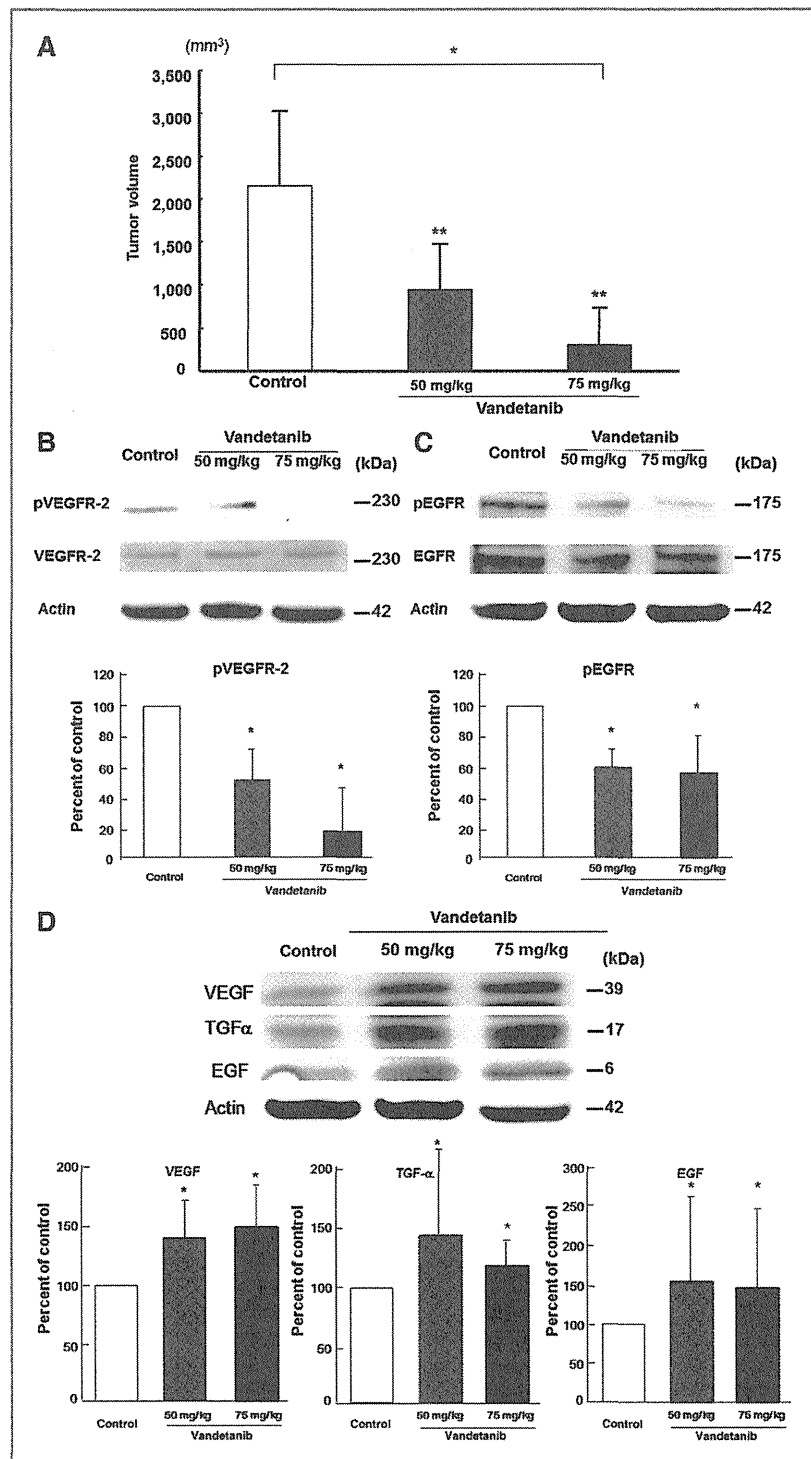 A
(mm³)
*
3,500
3,000
2,500
2,000
1,500
1,000
500
0
Tumor volume
**
**
Control
50 mg/kg
75 mg/kg
Vandetanib
B
Vandetanib
Control
50 mg/kg 75 mg/kg (kDa)
pVEGFR-2
—230
VEGFR-2
—230
Actin
—42
pVEGFR-2
120
100
80
60
40
20
0
Percent of control
*
*
Control
50 mg/kg
75 mg/kg
Vandetanib
C
Vandetanib
Control
50 mg/kg 75 mg/kg (kDa)
pEGFR
—175
EGFR
—175
Actin
—42
pEGFR
120
100
80
60
40
20
0
Percent of control
*
*
Control
50 mg/kg
75 mg/kg
Vandetanib
D
Vandetanib
Control 50 mg/kg 75 mg/kg (kDa)
VEGF
—39
TGFα
—17
EGF
—6
Actin
—42
200
150
100
50
0
Percent of control
VEGF
*
*
Control
50 mg/kg
75 mg/kg
Vandetanib
200
150
100
50
0
Percent of control
TGF-α
*
*
Control
50 mg/kg
75 mg/kg
Vandetanib
300
250
200
150
100
50
0
Percent of control
EGF
*
*
Control
50 mg/kg
75 mg/kg
Vandetanib